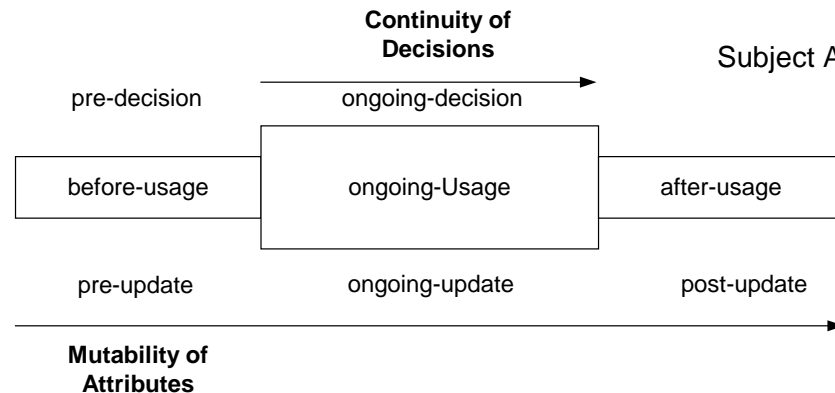 Continuity of
Decisions
Subject A
pre-decision
ongoing-decision
before-usage
ongoing-Usage
after-usage
pre-update
ongoing-update
post-update
Mutability of
Attributes